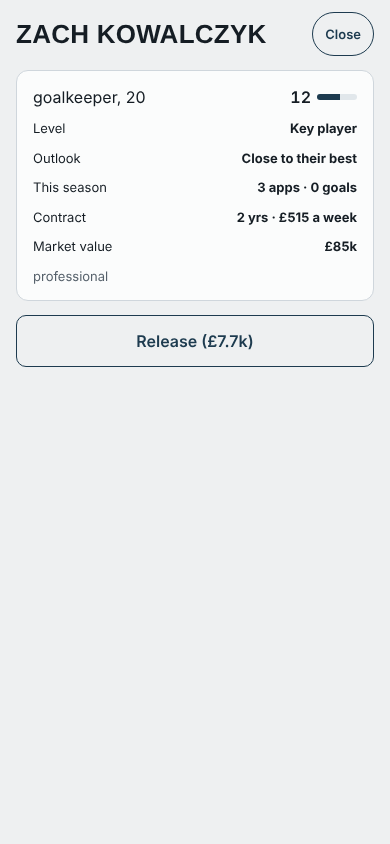 ZACH KOWALCZYK
Close
goalkeeper, 20
12
Level
Key player
Outlook
Close to their best
This season
3 apps · 0 goals
Contract
2 yrs · £515 a week
Market value
£85k
professional
Release (£7.7k)